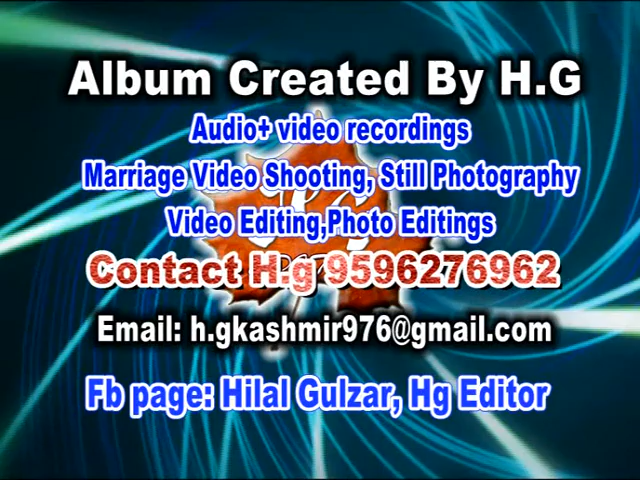 Album Created By H.G
Audio+ video recordings
Marriage Video Shooting, Still Photography
Video Editing,Photo Editings
Contact H.g 9596276962
Email: h.gkashmir976@gmail.com
Fb page: Hilal Gulzar, Hg Editor